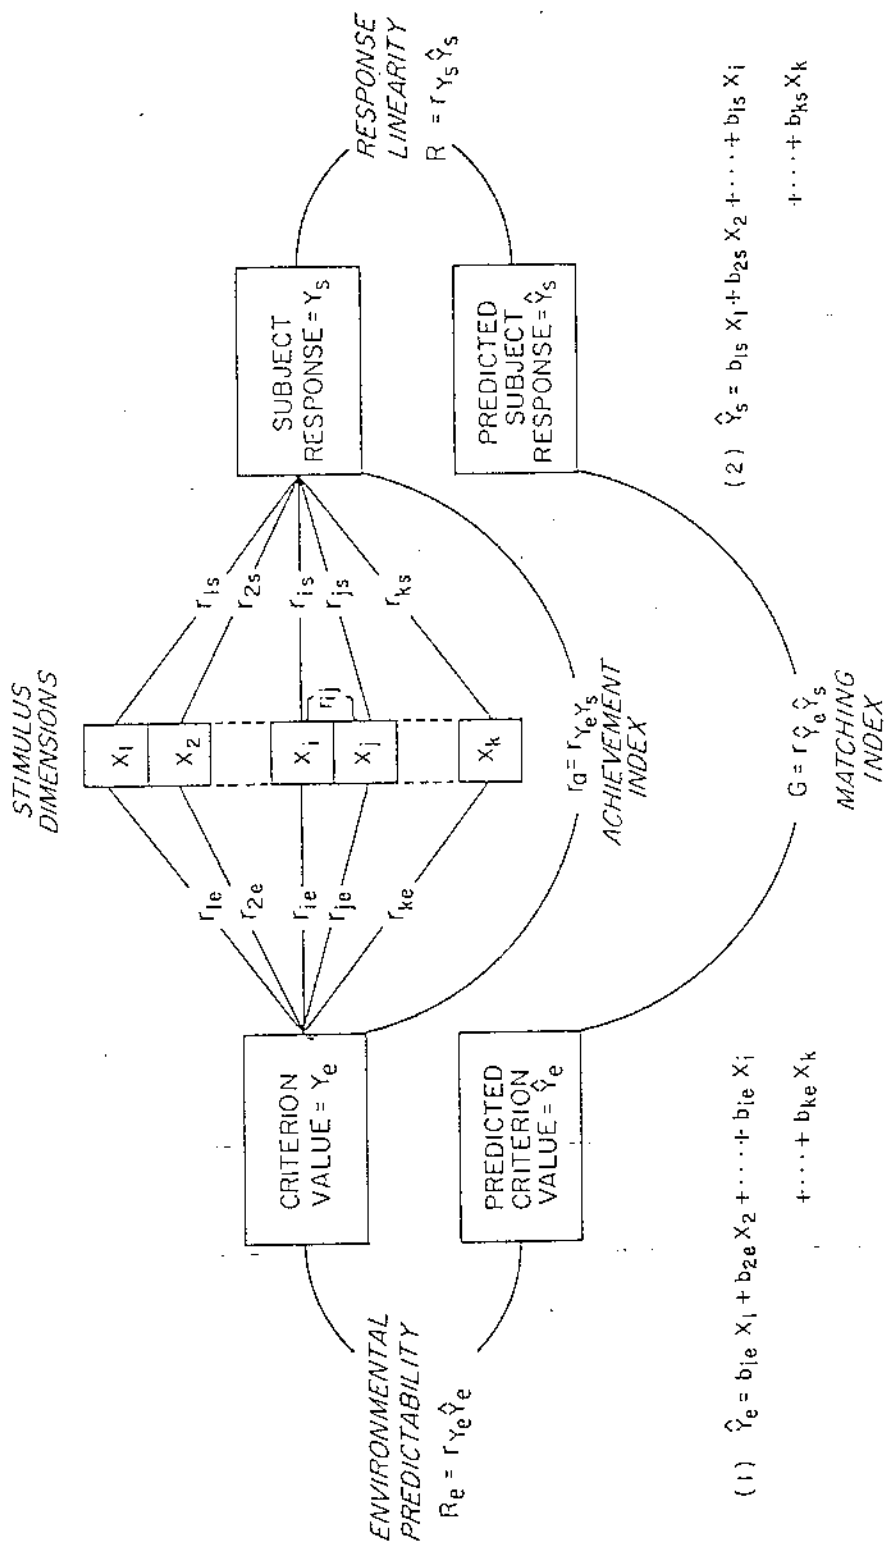 STIMULUS
DIMENSIONS
X₁
X₂
Xᵢ
Xⱼ
Xₖ
rᵢⱼ
r₁ₑ
r₂ₑ
rᵢₑ
rⱼₑ
rₖₑ
r₁ₛ
r₂ₛ
rᵢₛ
rⱼₛ
rₖₛ
ENVIRONMENTAL
PREDICTABILITY
Rₑ = r_{YₑŶₑ}
CRITERION
VALUE = Yₑ
PREDICTED
CRITERION
VALUE = Ŷₑ
SUBJECT
RESPONSE = Yₛ
PREDICTED
SUBJECT
RESPONSE = Ŷₛ
RESPONSE
LINEARITY
R = r_{YₛŶₛ}
rₐ = r_{YₑYₛ}
ACHIEVEMENT
INDEX
G = r_{ŶₑŶₛ}
MATCHING
INDEX
(1) Ŷₑ = b₁ₑ X₁ + b₂ₑ X₂ + ···· + bᵢₑ Xᵢ
+ ···· + bₖₑ Xₖ
(2) Ŷₛ = b₁ₛ X₁ + b₂ₛ X₂ + ···· + bᵢₛ Xᵢ
+ ···· + bₖₛ Xₖ